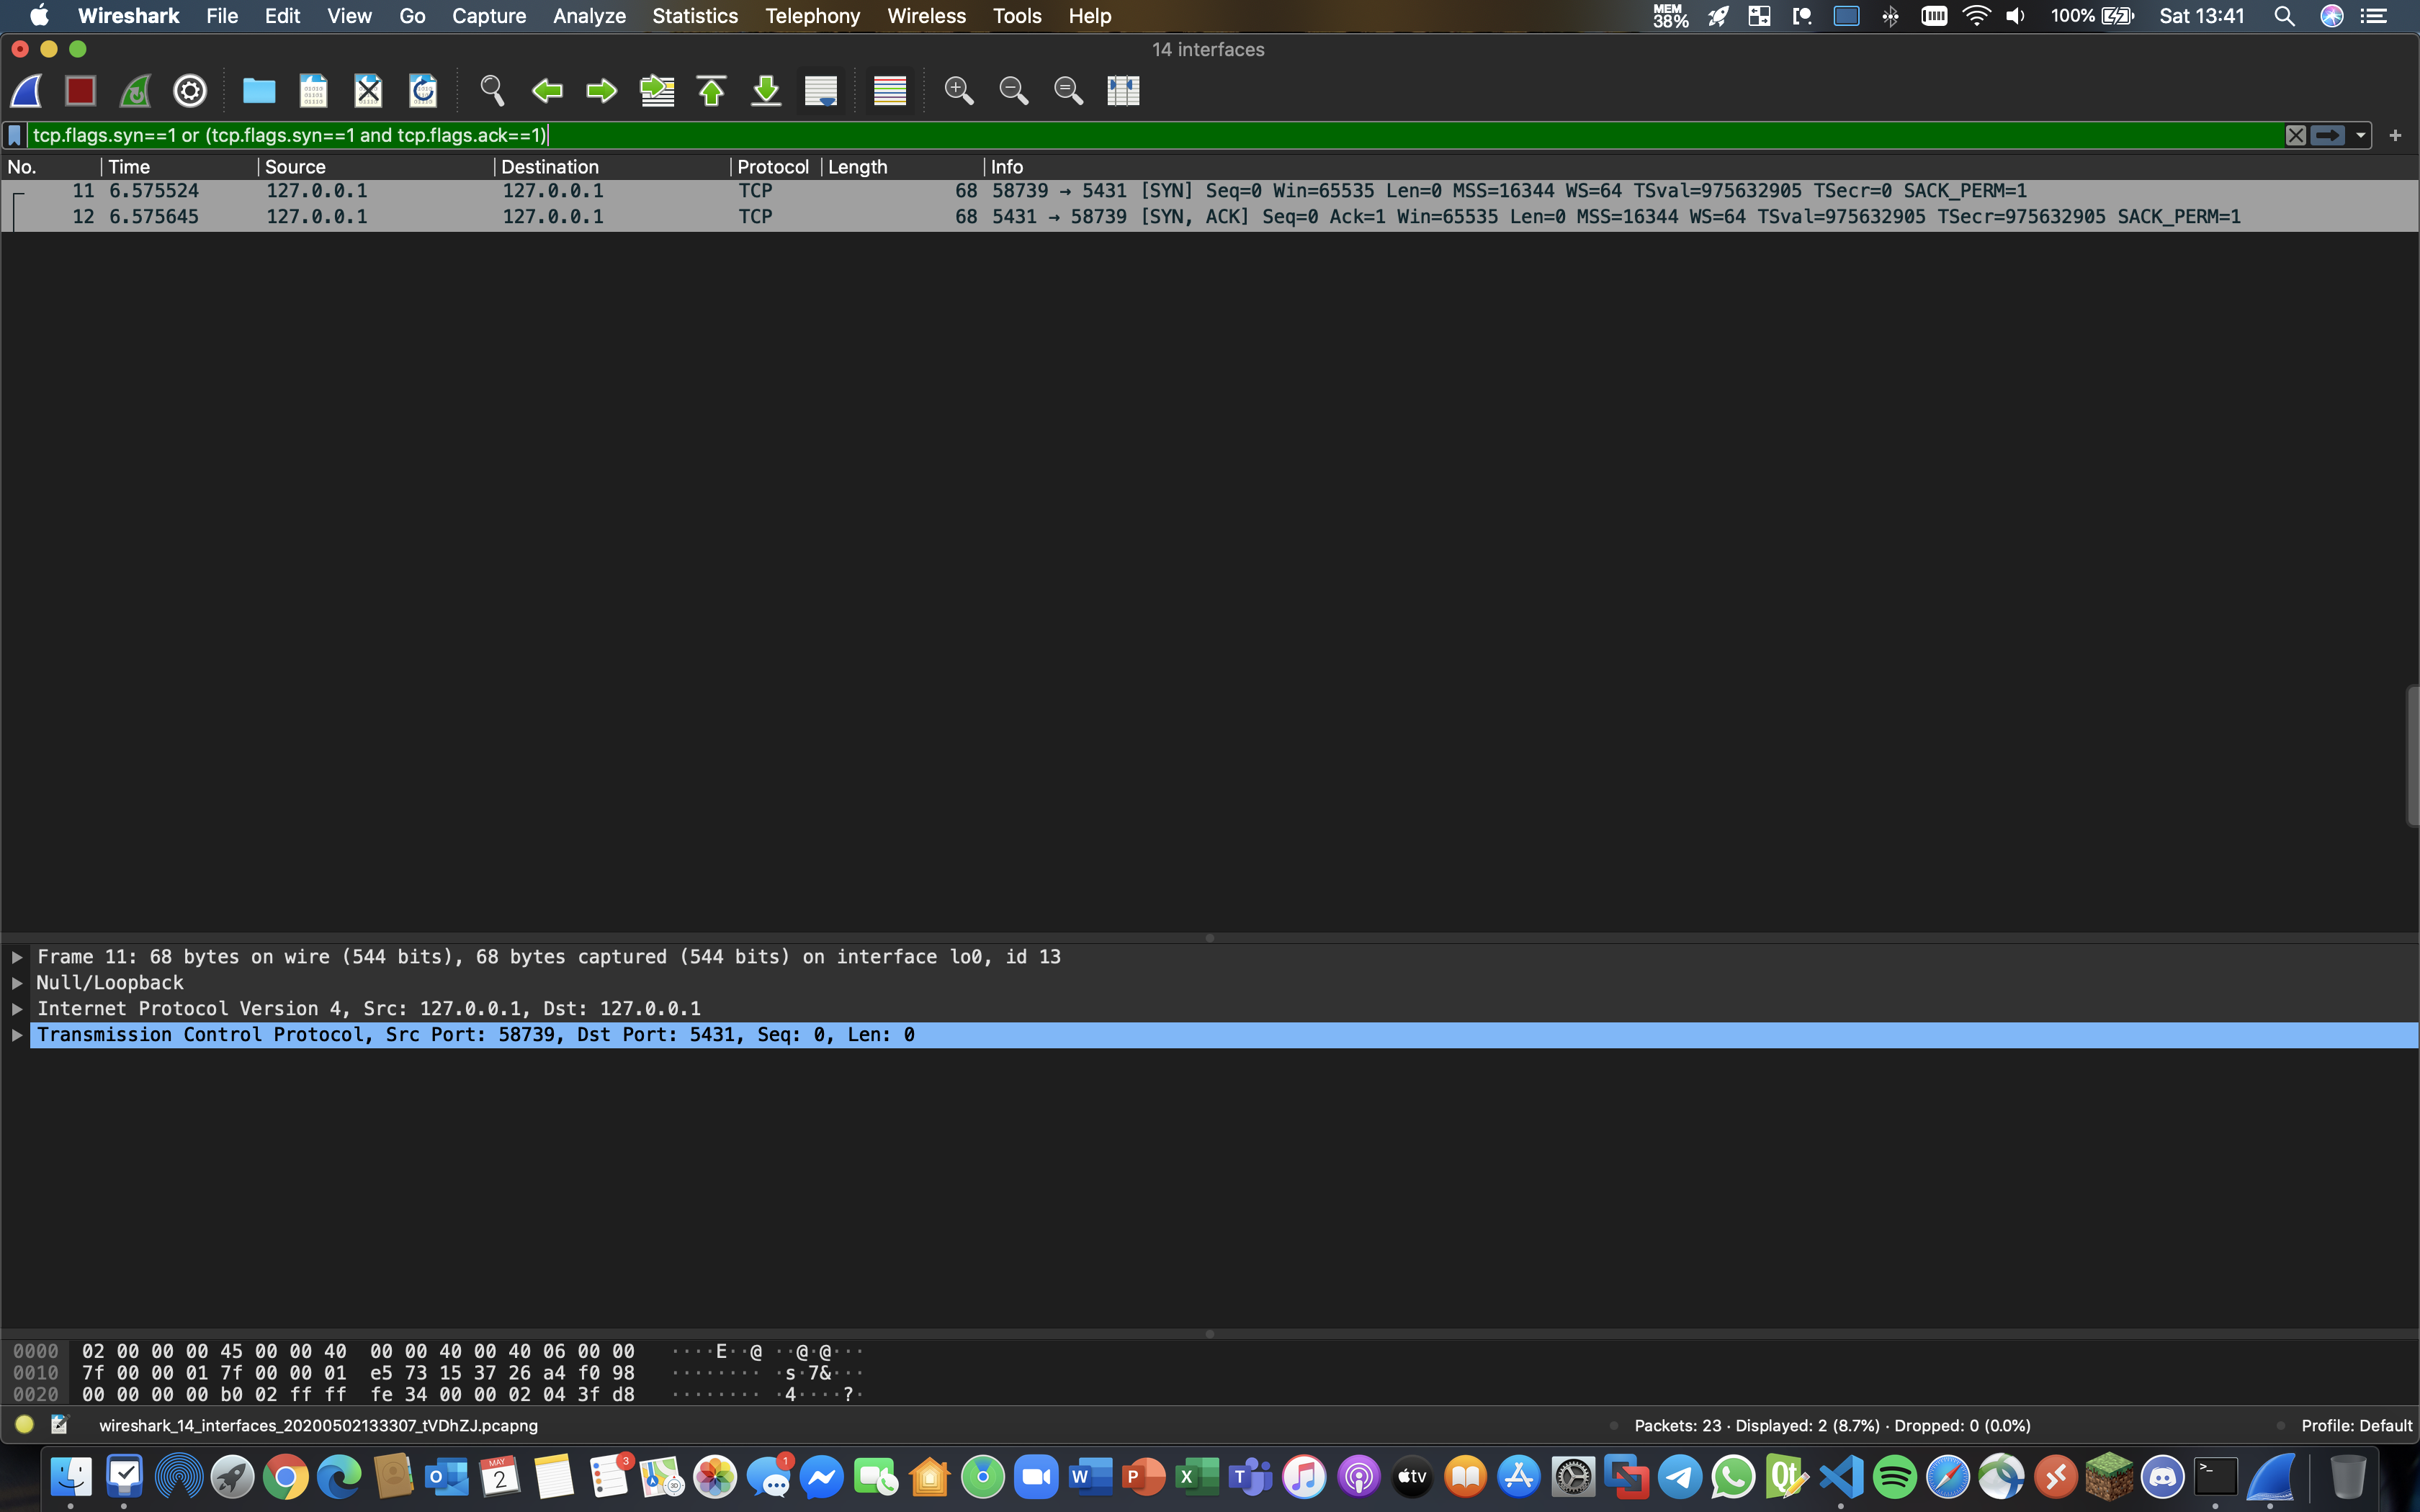 Wireshark File Edit View Go Capture Analyze Statistics Telephony Wireless Tools Help MEM 38% 100% Sat 13:41
14 interfaces
tcp.flags.syn==1 or (tcp.flags.syn==1 and tcp.flags.ack==1)
No. Time Source Destination Protocol Length Info
11 6.575524 127.0.0.1 127.0.0.1 TCP 68 58739 → 5431 [SYN] Seq=0 Win=65535 Len=0 MSS=16344 WS=64 TSval=975632905 TSecr=0 SACK_PERM=1
12 6.575645 127.0.0.1 127.0.0.1 TCP 68 5431 → 58739 [SYN, ACK] Seq=0 Ack=1 Win=65535 Len=0 MSS=16344 WS=64 TSval=975632905 TSecr=975632905 SACK_PERM=1
Frame 11: 68 bytes on wire (544 bits), 68 bytes captured (544 bits) on interface lo0, id 13
Null/Loopback
Internet Protocol Version 4, Src: 127.0.0.1, Dst: 127.0.0.1
Transmission Control Protocol, Src Port: 58739, Dst Port: 5431, Seq: 0, Len: 0
0000 02 00 00 00 45 00 00 40 00 00 40 00 40 06 00 00 ····E··@ ··@·@···
0010 7f 00 00 01 7f 00 00 01 e5 73 15 37 26 a4 f0 98 ········ ·s·7&···
0020 00 00 00 00 b0 02 ff ff fe 34 00 00 02 04 3f d8 ········ ·4····?·
wireshark_14_interfaces_20200502133307_tVDhZJ.pcapng Packets: 23 · Displayed: 2 (8.7%) · Dropped: 0 (0.0%) Profile: Default
MAY 2 3 1 W P X T tv Qt